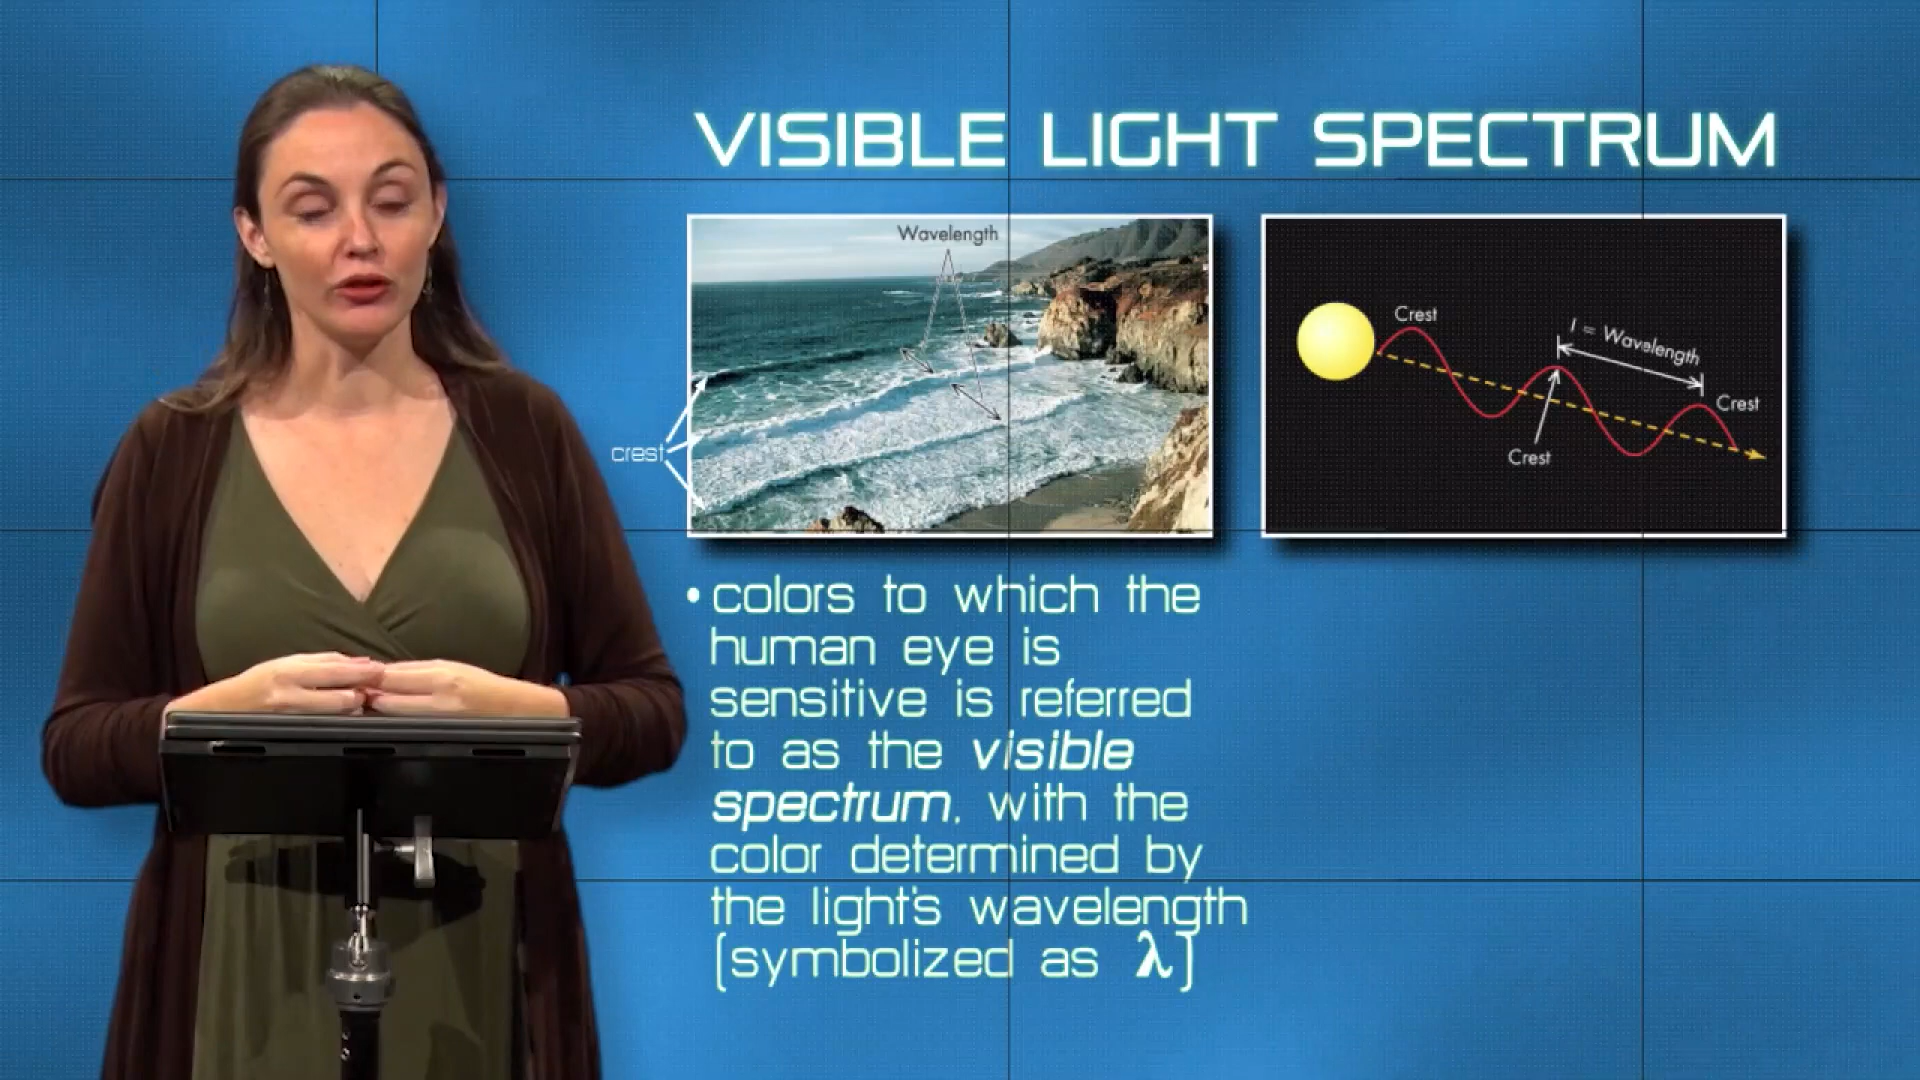 VISIBLE LIGHT SPECTRUM
Wavelength
crest
Crest
l = Wavelength
Crest
Crest
• colors to which the
human eye is
sensitive is referred
to as the visible
spectrum, with the
color determined by
the light's wavelength
(symbolized as λ)